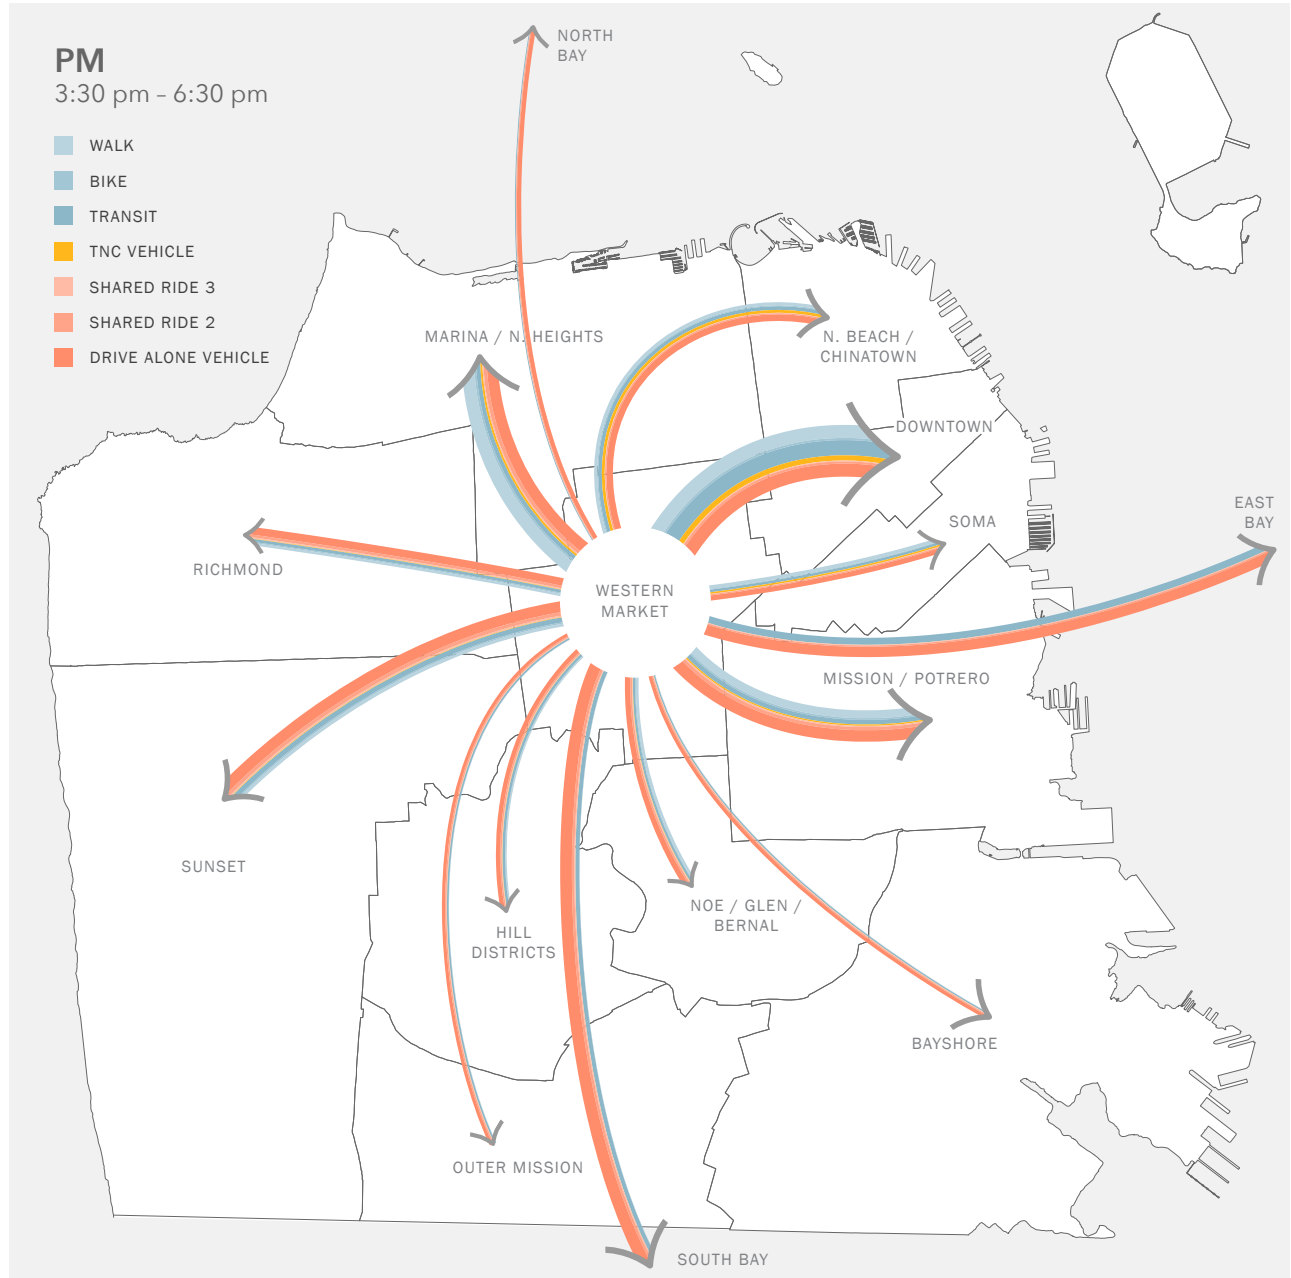 PM
3:30 pm – 6:30 pm
WALK
BIKE
TRANSIT
TNC VEHICLE
SHARED RIDE 3
SHARED RIDE 2
DRIVE ALONE VEHICLE
NORTH
BAY
MARINA / N. HEIGHTS
N. BEACH /
CHINATOWN
DOWNTOWN
SOMA
EAST
BAY
RICHMOND
WESTERN
MARKET
MISSION / POTRERO
SUNSET
HILL
DISTRICTS
NOE / GLEN /
BERNAL
BAYSHORE
OUTER MISSION
SOUTH BAY